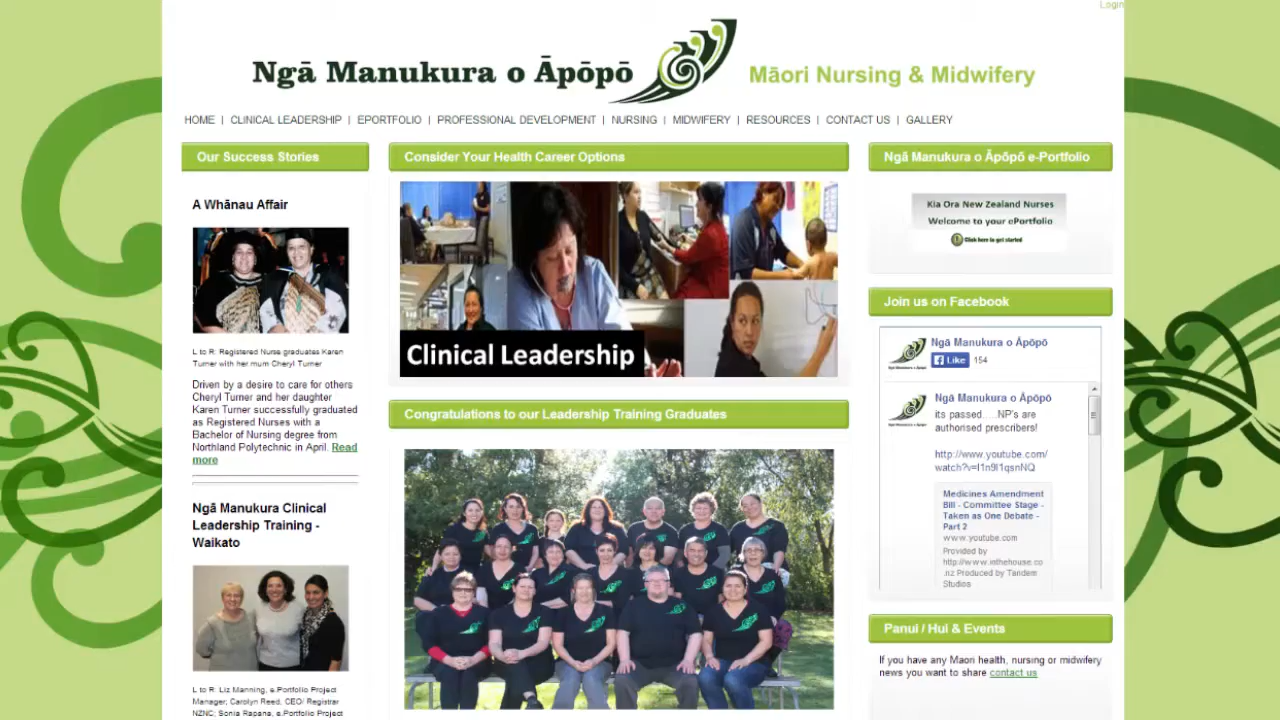 Login
Ngā Manukura o Āpōpō
Māori Nursing & Midwifery
HOME | CLINICAL LEADERSHIP | EPORTFOLIO | PROFESSIONAL DEVELOPMENT | NURSING | MIDWIFERY | RESOURCES | CONTACT US | GALLERY
Our Success Stories
A Whānau Affair
L to R: Registered Nurse graduates Karen
Turner with her mum Cheryl Turner
Driven by a desire to care for others
Cheryl Turner and her daughter
Karen Turner successfully graduated
as Registered Nurses with a
Bachelor of Nursing degree from
Northland Polytechnic in April. Read
more
Ngā Manukura Clinical
Leadership Training -
Waikato
L to R: Liz Manning, e.Portfolio Project
Manager; Carolyn Reed, CEO/ Registrar
NZNC; Sonia Rapana, e.Portfolio Project
Consider Your Health Career Options
Clinical Leadership
Congratulations to our Leadership Training Graduates
Ngā Manukura o Āpōpō e-Portfolio
Kia Ora New Zealand Nurses
Welcome to your ePortfolio
Click here to get started
Join us on Facebook
Ngā Manukura o Āpōpō
Like 154
Ngā Manukura o Āpōpō
Ngā Manukura o Āpōpō
its passed.....NP's are
Ngā Manukura o Āpōpō
authorised prescribers!
http://www.youtube.com/
watch?v=I1n9I1qsnNQ
Medicines Amendment
Bill - Committee Stage -
Taken as One Debate -
Part 2
www.youtube.com
Provided by
http://www.inthehouse.co
.nz Produced by Tandem
Studios
Panui / Hui & Events
If you have any Maori health, nursing or midwifery
news you want to share contact us